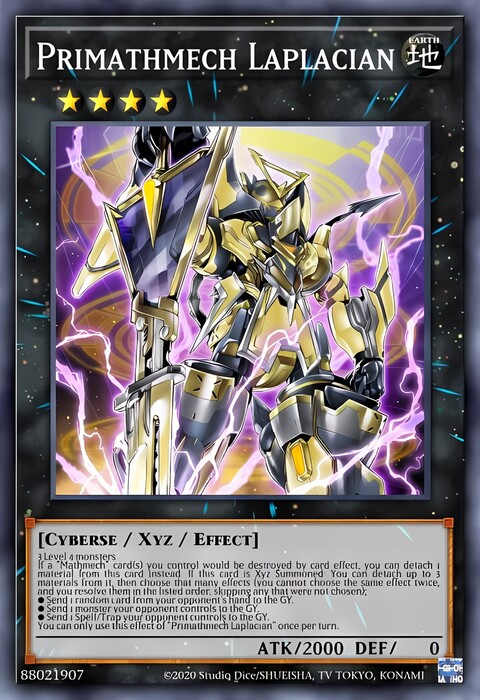 PRIMATHMECH LAPLACIAN
EARTH
地
[CYBERSE / XYZ / EFFECT]
3 Level 4 monsters
If a "Mathmech" card(s) you control would be destroyed by card effect, you can detach 1
material from this card instead. If this card is Xyz Summoned: You can detach up to 3
materials from it, then choose that many effects (you cannot choose the same effect twice,
and you resolve them in the listed order, skipping any that were not chosen);
● Send 1 random card from your opponent's hand to the GY.
● Send 1 monster your opponent controls to the GY.
● Send 1 Spell/Trap your opponent controls to the GY.
You can only use this effect of "Primathmech Laplacian" once per turn.
ATK/2000 DEF/ 0
88021907
©2020 Studio Dice/SHUEISHA, TV TOKYO, KONAMI